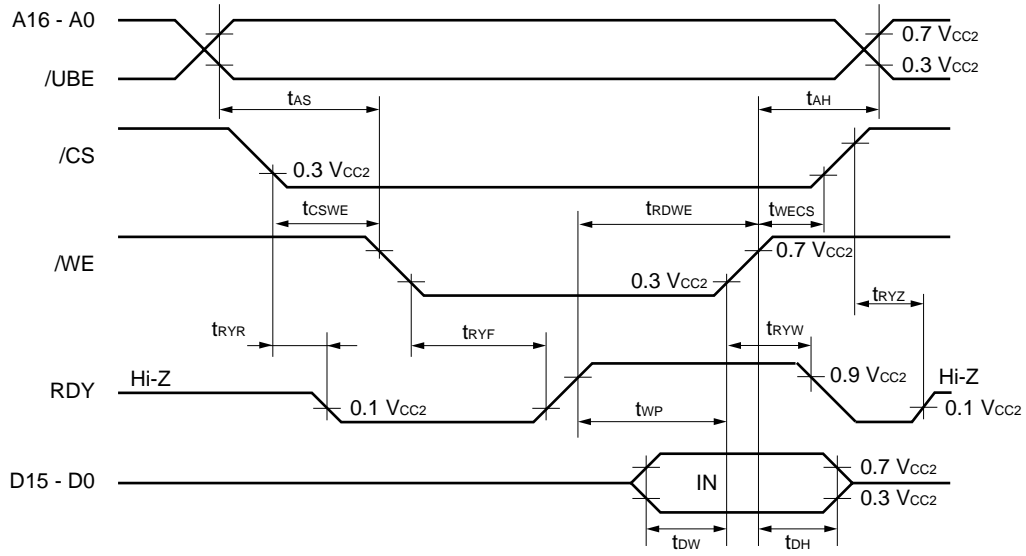 A16 - A0
0.7 VCC2
/UBE
0.3 VCC2
tAS
tAH
/CS
0.3 VCC2
tCSWE
tRDWE
tWECS
/WE
0.7 VCC2
0.3 VCC2
tRYZ
tRYR
tRYF
tRYW
RDY
Hi-Z
0.9 VCC2
Hi-Z
0.1 VCC2
0.1 VCC2
tWP
D15 - D0
IN
0.7 VCC2
0.3 VCC2
tDW
tDH